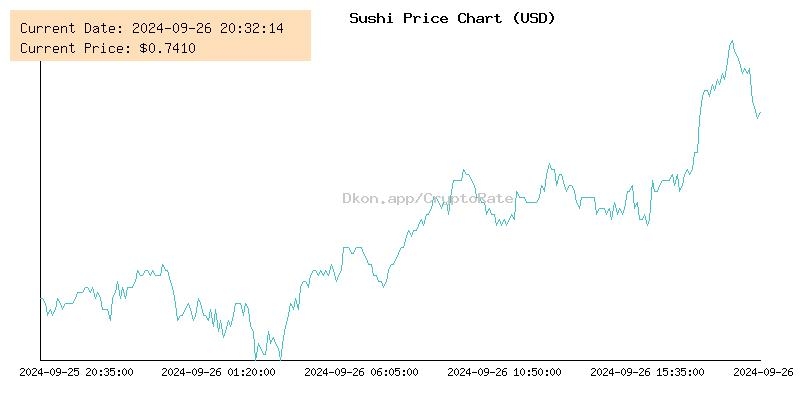 Sushi Price Chart (USD)
Current Date: 2024-09-26 20:32:14
Current Price: $0.7410
Dkon.app/CryptoRate
2024-09-25 20:35:00 2024-09-26 01:20:00 2024-09-26 06:05:00 2024-09-26 10:50:00 2024-09-26 15:35:00 2024-09-26